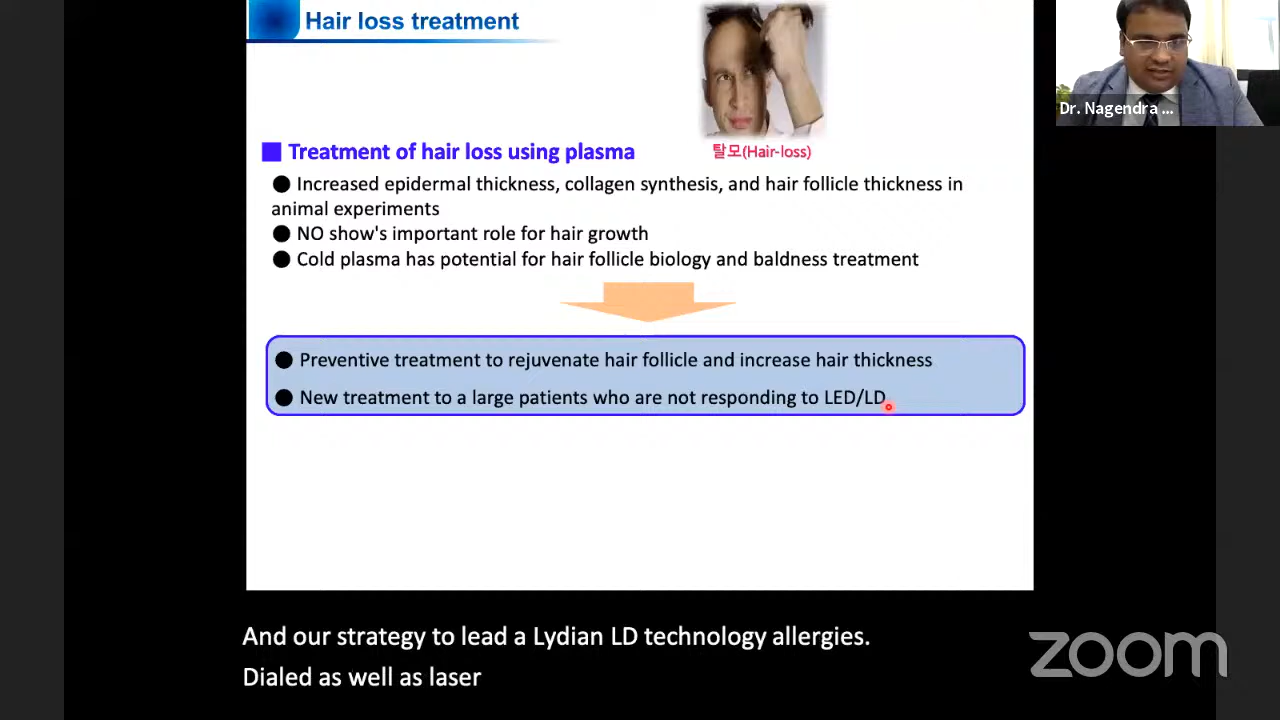 Hair loss treatment
Dr. Nagendra ...
탈모(Hair-loss)
Treatment of hair loss using plasma
● Increased epidermal thickness, collagen synthesis, and hair follicle thickness in
animal experiments
● NO show's important role for hair growth
● Cold plasma has potential for hair follicle biology and baldness treatment
● Preventive treatment to rejuvenate hair follicle and increase hair thickness
● New treatment to a large patients who are not responding to LED/LD
And our strategy to lead a Lydian LD technology allergies.
Dialed as well as laser
zoom